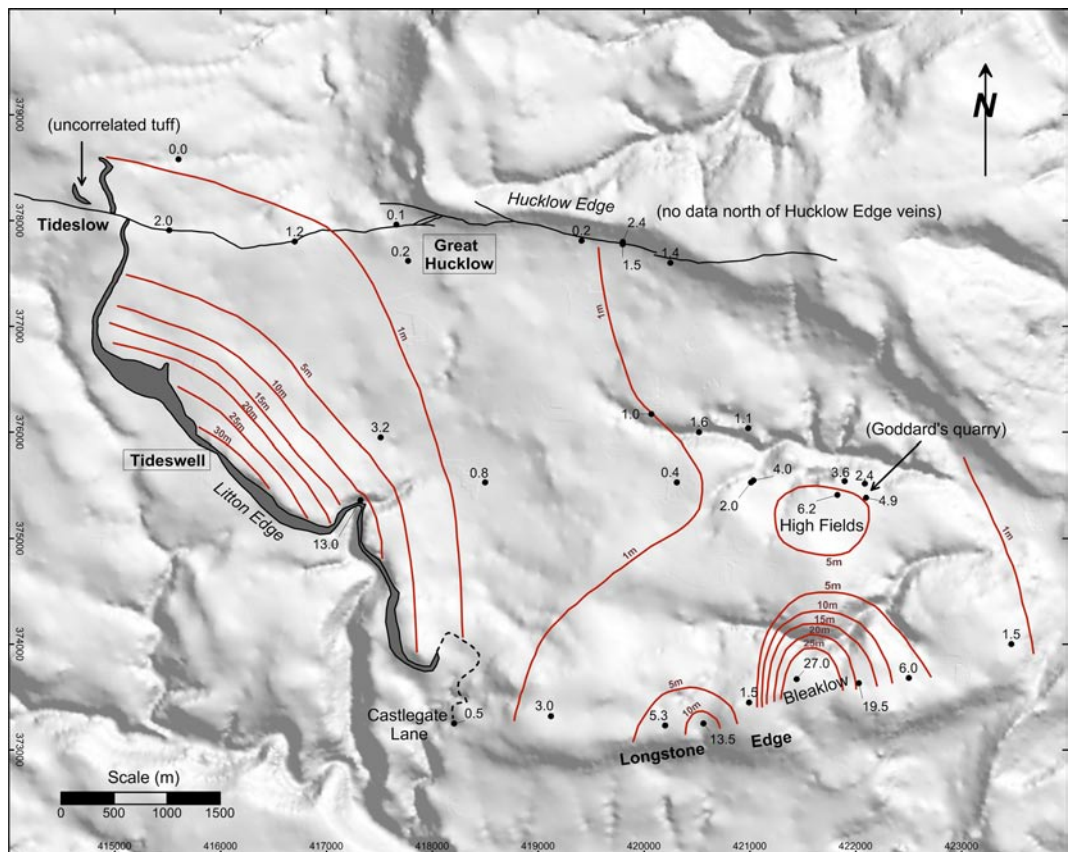 379000
378000
377000
376000
375000
374000
373000
(uncorrelated tuff)
0.0
N
Tideslow
2.0
1.2
0.1
0.2
Great
Hucklow
Hucklow Edge
(no data north of Hucklow Edge veins)
0.2
2.4
1.5
1.4
1m
1m
5m
10m
15m
20m
25m
30m
Tideswell
Litton Edge
13.0
3.2
0.8
1.0
1.6
1.1
0.4
1m
(Goddard's quarry)
4.0
2.0
3.6
2.4
6.2
4.9
High Fields
5m
1m
5m
10m
15m
20m
25m
27.0
Bleaklow
6.0
19.5
1.5
1.5
Castlegate
Lane
0.5
3.0
5m
5.3
10m
13.5
Longstone
Edge
Scale (m)
0
500
1000
1500
415000
416000
417000
418000
419000
420000
421000
422000
423000